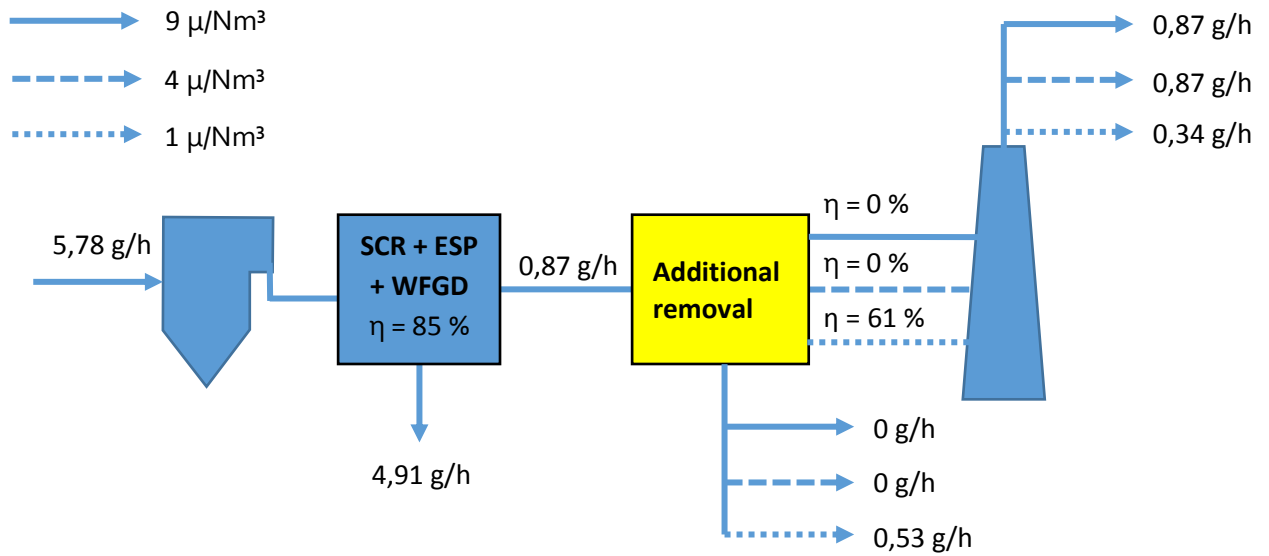 9 µ/Nm³
4 µ/Nm³
1 µ/Nm³
0,87 g/h
0,87 g/h
0,34 g/h
5,78 g/h
SCR + ESP
+ WFGD
η = 85 %
4,91 g/h
0,87 g/h
Additional
removal
η = 0 %
η = 0 %
η = 61 %
0 g/h
0 g/h
0,53 g/h